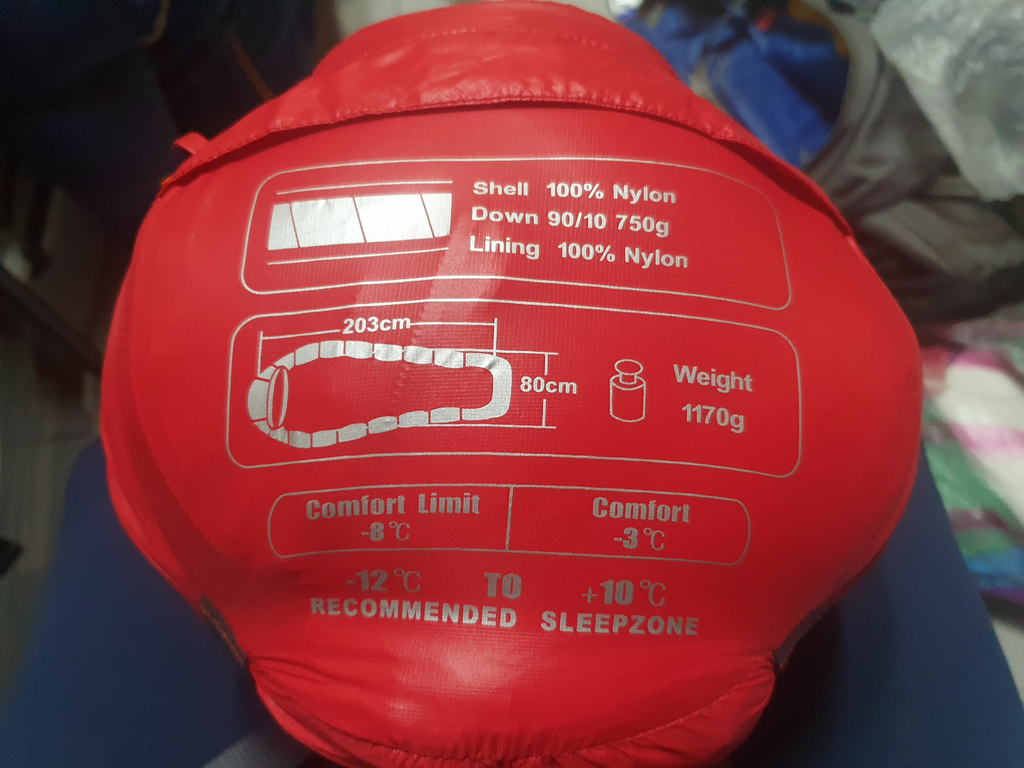 Shell 100% Nylon
Down 90/10 750g
Lining 100% Nylon
203cm
80cm
Weight
1170g
Comfort Limit
-8℃
Comfort
-3℃
-12℃ TO +10℃
RECOMMENDED SLEEPZONE